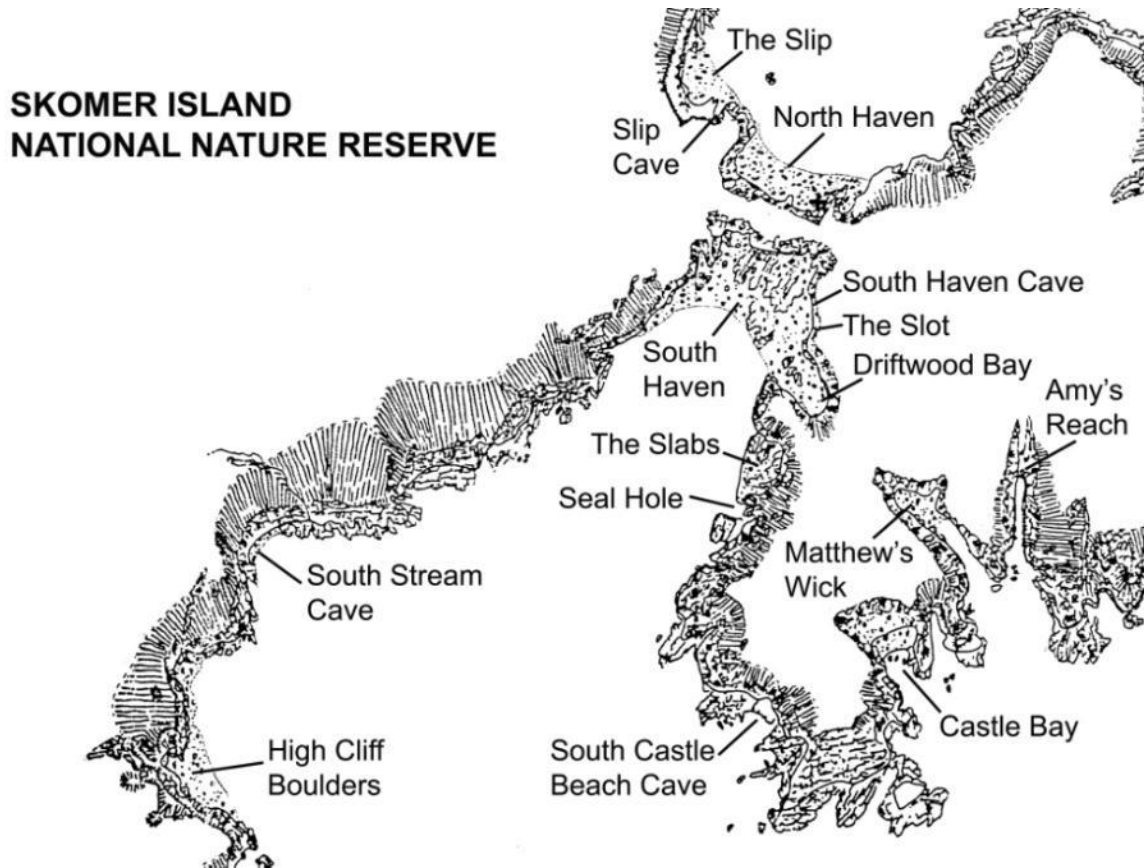 SKOMER ISLAND
NATIONAL NATURE RESERVE
The Slip
Slip
Cave
North Haven
South Haven Cave
The Slot
South
Haven
Driftwood Bay
Amy's
Reach
The Slabs
Seal Hole
Matthew's
Wick
South Stream
Cave
High Cliff
Boulders
South Castle
Beach Cave
Castle Bay